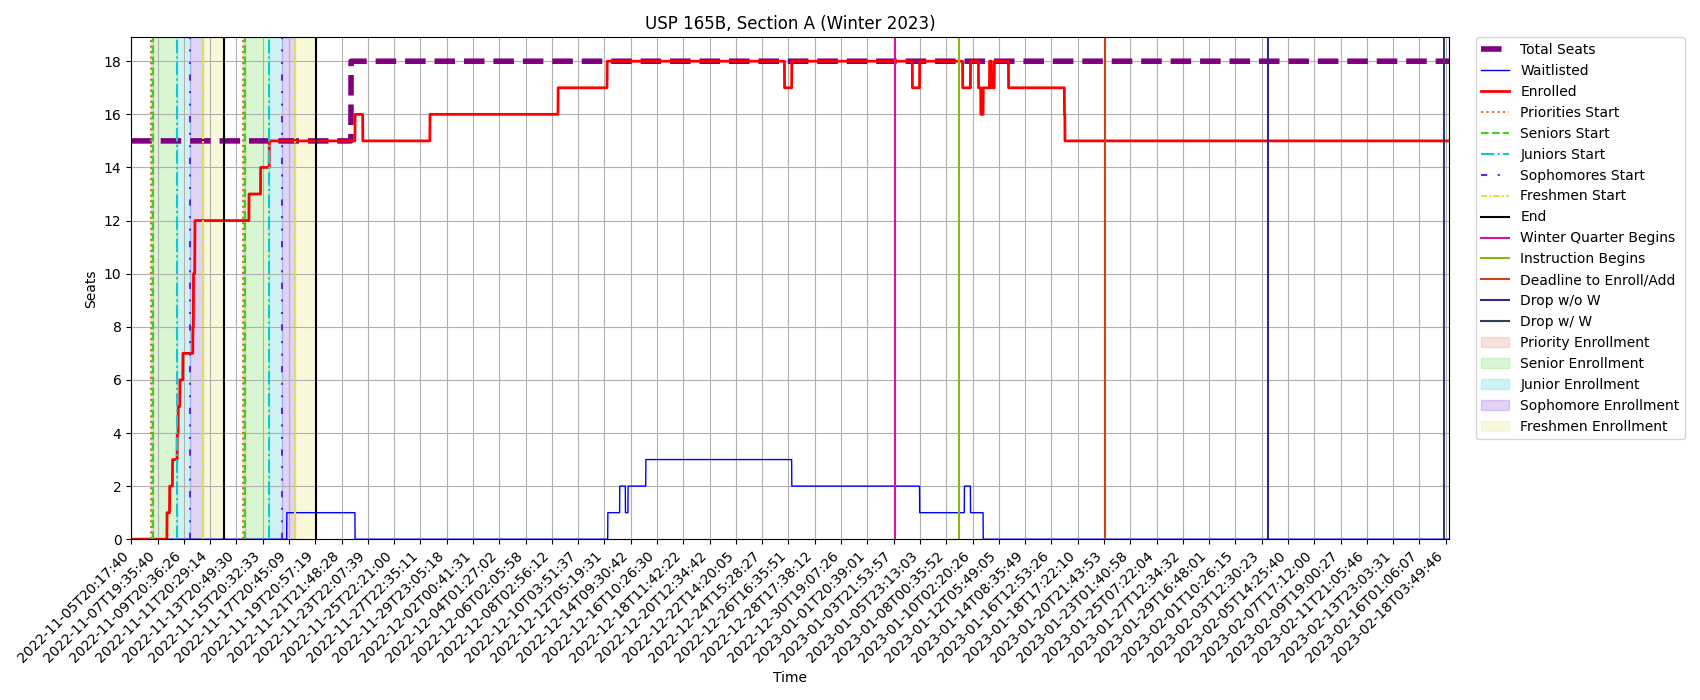 USP 165B, Section A (Winter 2023)
Seats
18
16
14
12
10
8
6
4
2
0
2022-11-05T20:17:40
2022-11-07T19:35:40
2022-11-09T20:36:26
2022-11-11T20:29:14
2022-11-13T20:49:30
2022-11-15T20:32:33
2022-11-17T20:45:09
2022-11-19T20:57:19
2022-11-21T21:48:28
2022-11-23T22:07:39
2022-11-25T22:21:00
2022-11-27T22:35:11
2022-11-29T23:05:18
2022-12-02T00:41:31
2022-12-04T01:27:02
2022-12-06T02:05:58
2022-12-08T02:56:12
2022-12-10T03:51:37
2022-12-12T05:19:31
2022-12-14T09:30:42
2022-12-16T10:26:30
2022-12-18T11:42:22
2022-12-20T12:34:42
2022-12-22T14:20:05
2022-12-24T15:28:27
2022-12-26T16:35:51
2022-12-28T17:38:12
2022-12-30T19:07:26
2023-01-01T20:39:01
2023-01-03T21:53:57
2023-01-05T23:13:03
2023-01-08T00:35:52
2023-01-10T02:20:26
2023-01-12T05:49:05
2023-01-14T08:35:49
2023-01-16T12:53:26
2023-01-18T17:22:10
2023-01-20T21:43:53
2023-01-23T01:40:58
2023-01-25T07:22:04
2023-01-27T12:34:32
2023-01-29T16:48:01
2023-02-01T10:26:15
2023-02-03T12:30:23
2023-02-05T14:25:40
2023-02-07T17:12:00
2023-02-09T19:00:27
2023-02-11T21:05:46
2023-02-13T23:03:31
2023-02-16T01:06:07
2023-02-18T03:49:46
Time
Total Seats
Waitlisted
Enrolled
Priorities Start
Seniors Start
Juniors Start
Sophomores Start
Freshmen Start
End
Winter Quarter Begins
Instruction Begins
Deadline to Enroll/Add
Drop w/o W
Drop w/ W
Priority Enrollment
Senior Enrollment
Junior Enrollment
Sophomore Enrollment
Freshmen Enrollment